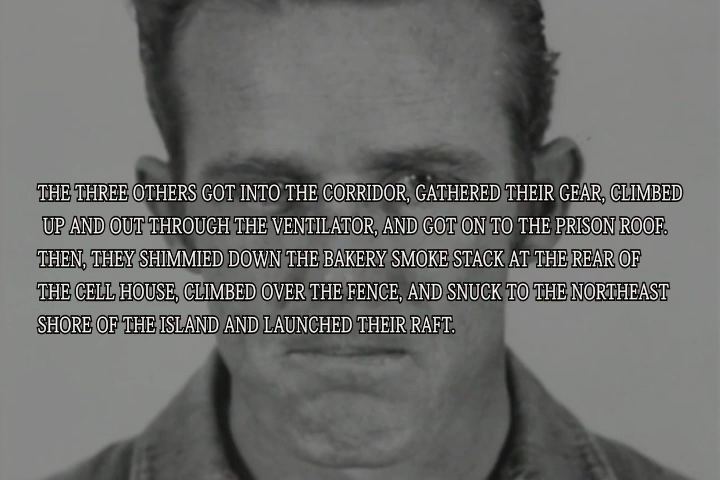 THE THREE OTHERS GOT INTO THE CORRIDOR, GATHERED THEIR GEAR, CLIMBED
UP AND OUT THROUGH THE VENTILATOR, AND GOT ON TO THE PRISON ROOF.
THEN, THEY SHIMMIED DOWN THE BAKERY SMOKE STACK AT THE REAR OF
THE CELL HOUSE, CLIMBED OVER THE FENCE, AND SNUCK TO THE NORTHEAST
SHORE OF THE ISLAND AND LAUNCHED THEIR RAFT.